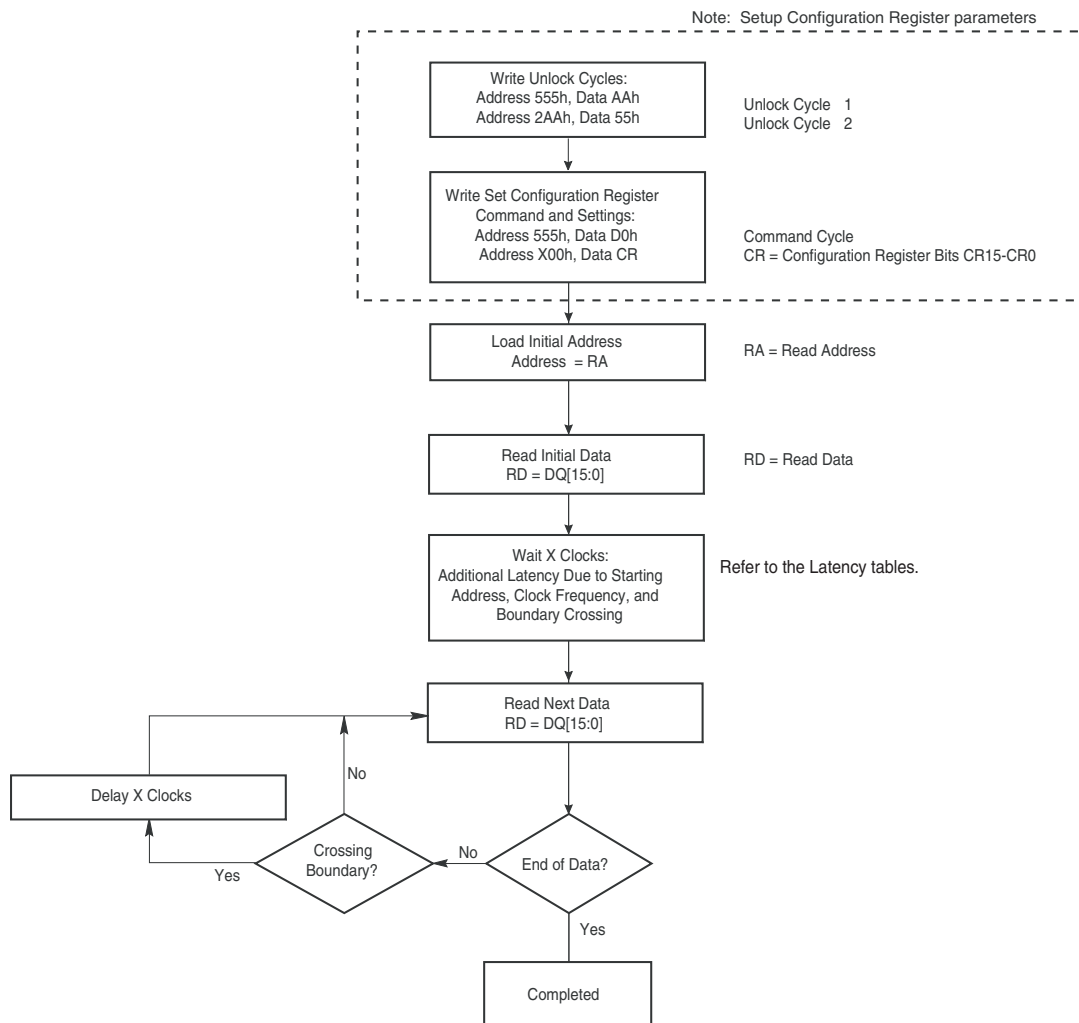 Note: Setup Configuration Register parameters
Write Unlock Cycles:
Address 555h, Data AAh
Address 2AAh, Data 55h
Unlock Cycle 1
Unlock Cycle 2
Write Set Configuration Register
Command and Settings:
Address 555h, Data D0h
Address X00h, Data CR
Command Cycle
CR = Configuration Register Bits CR15-CR0
Load Initial Address
Address = RA
RA = Read Address
Read Initial Data
RD = DQ[15:0]
RD = Read Data
Wait X Clocks:
Additional Latency Due to Starting
Address, Clock Frequency, and
Boundary Crossing
Refer to the Latency tables.
Read Next Data
RD = DQ[15:0]
No
Delay X Clocks
Crossing
Boundary?
Yes
No
End of Data?
Yes
Completed